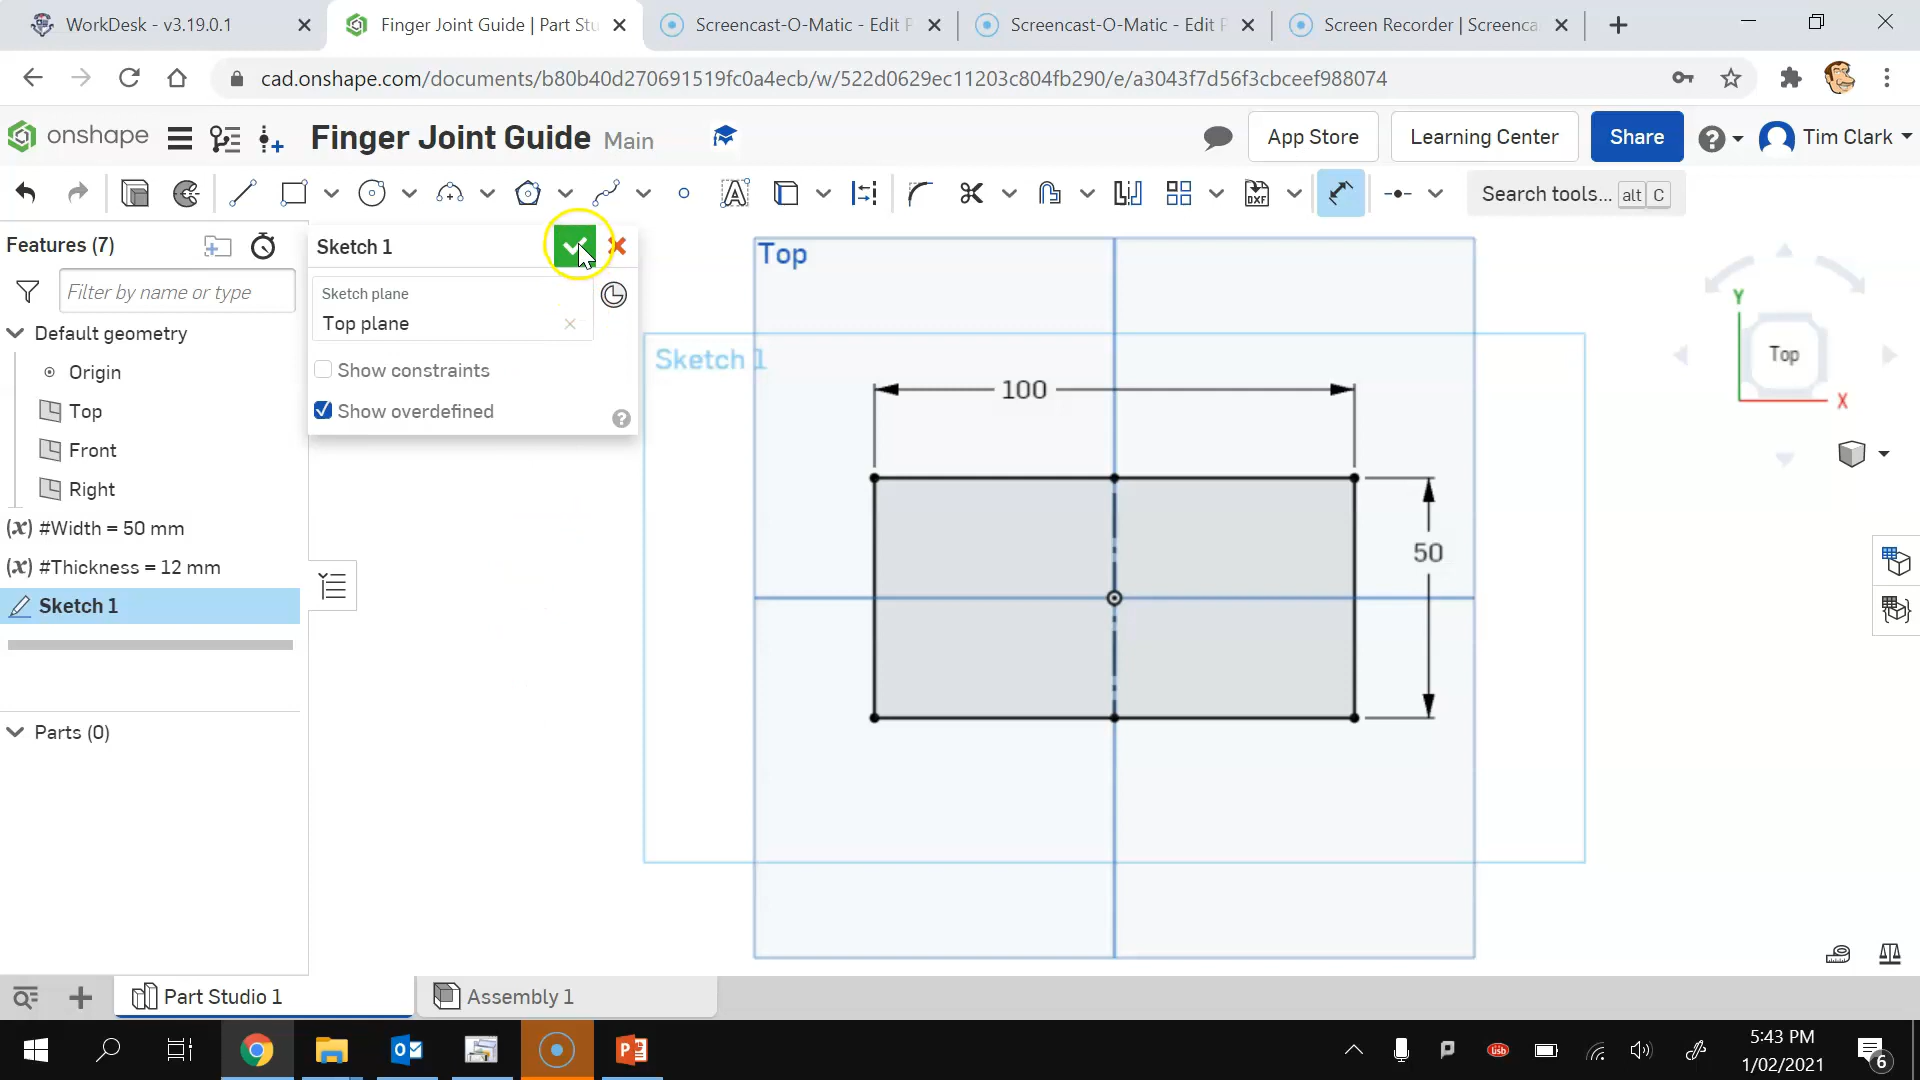 WorkDesk - v3.19.0.1
Finger Joint Guide | Part Stu
Screencast-O-Matic - Edit P
Screencast-O-Matic - Edit P
Screen Recorder | Screenca
cad.onshape.com/documents/b80b40d270691519fc0a4ecb/w/522d0629ec11203c804fb290/e/a3043f7d56f3cbceef988074
onshape
Finger Joint Guide Main
App Store
Learning Center
Share
Tim Clark
DXF
Search tools... alt C
Features (7)
Filter by name or type
Default geometry
Origin
Top
Front
Right
(x) #Width = 50 mm
(x) #Thickness = 12 mm
Sketch 1
Parts (0)
Sketch 1
Sketch plane
Top plane
Show constraints
Show overdefined
Top
Sketch 1
100
50
Y
Top
X
Part Studio 1
Assembly 1
5:43 PM
1/02/2021
6